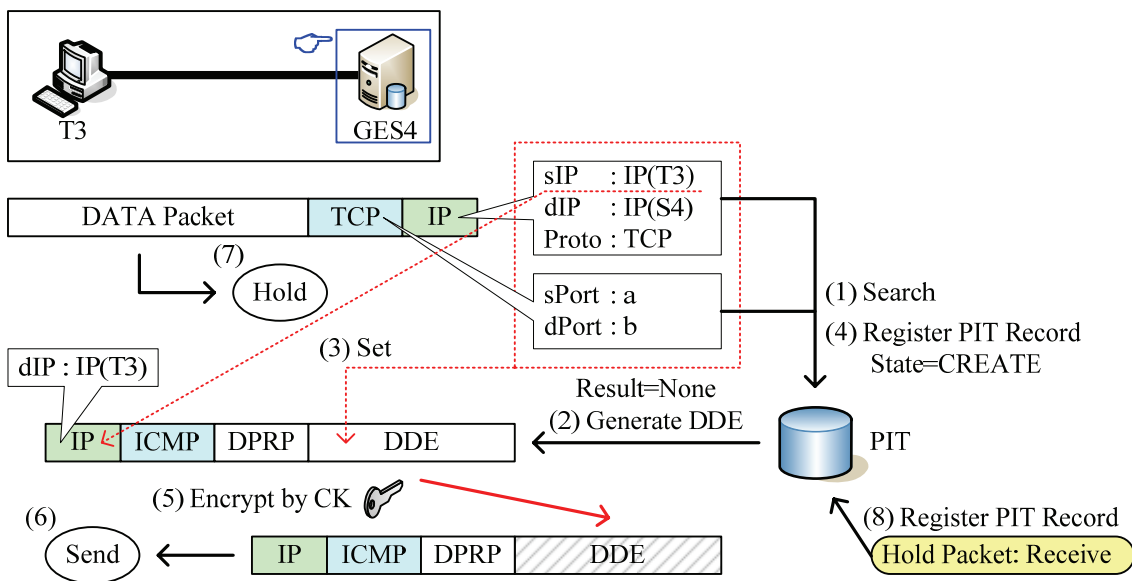 T3
GES4
DATA Packet
TCP
IP
sIP : IP(T3)
dIP : IP(S4)
Proto : TCP
sPort : a
dPort : b
(7)
Hold
(1) Search
(4) Register PIT Record
State=CREATE
(3) Set
dIP : IP(T3)
Result=None
(2) Generate DDE
PIT
IP
ICMP
DPRP
DDE
(5) Encrypt by CK
(6)
Send
IP
ICMP
DPRP
DDE
(8) Register PIT Record
Hold Packet: Receive